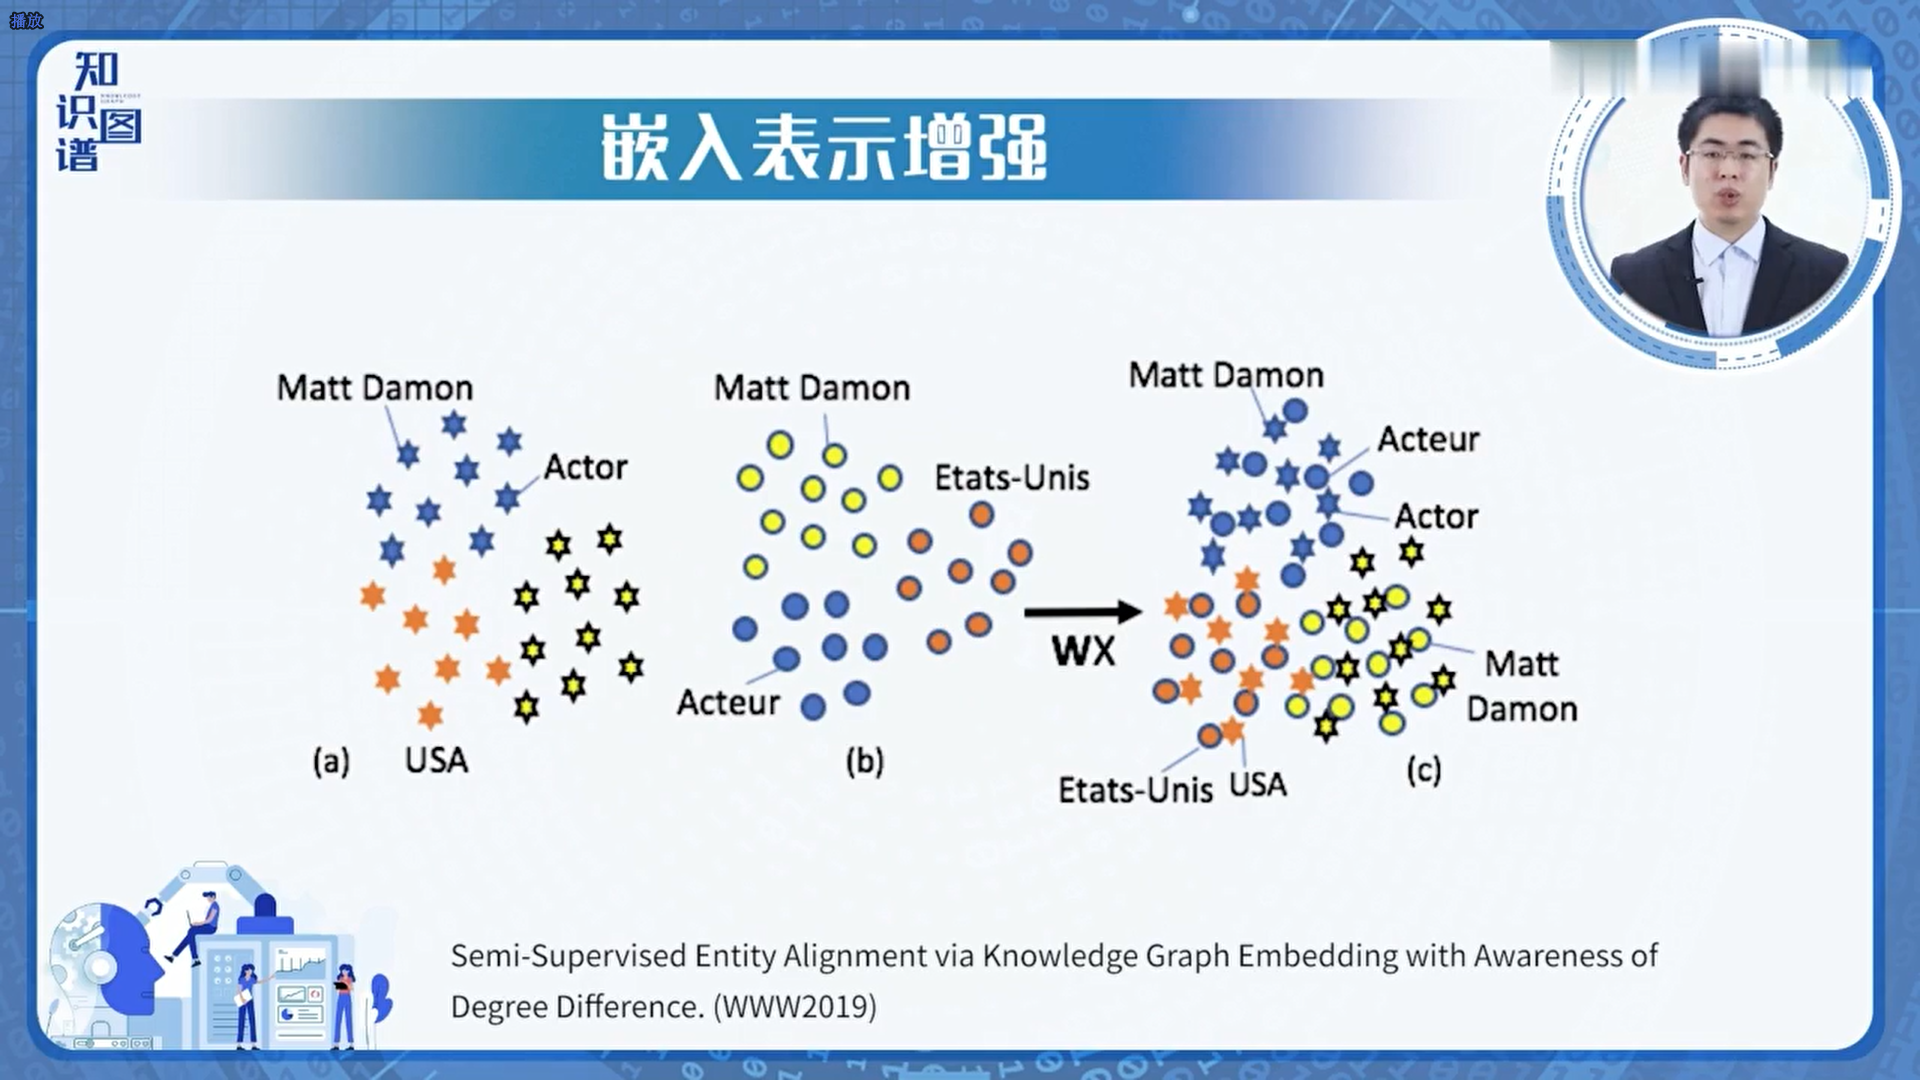 播放
知
识图
谱
KNOWLEDGE
GRAPH
嵌入表示增强
Matt Damon
Actor
(a)
USA
Matt Damon
Etats-Unis
Acteur
(b)
WX
Matt Damon
Acteur
Actor
Matt
Damon
Etats-Unis
USA
(c)
Semi-Supervised Entity Alignment via Knowledge Graph Embedding with Awareness of
Degree Difference. (WWW2019)